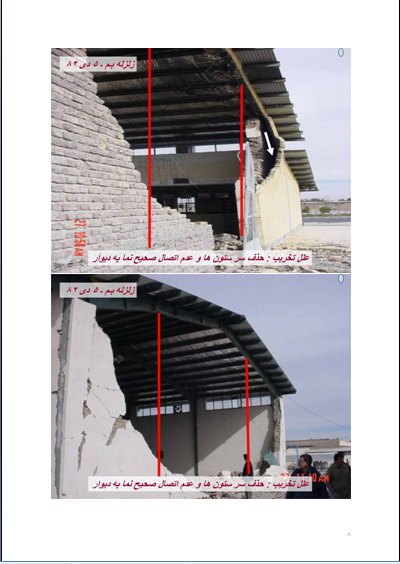 زلزله بم - ۵ دی ۸۲
علل تخریب : حذف سر ستون ها و عدم اتصال صحیح نما به دیوار
زلزله بم - ۵ دی ۸۲
علل تخریب : حذف سر ستون ها و عدم اتصال صحیح نما به دیوار
۸